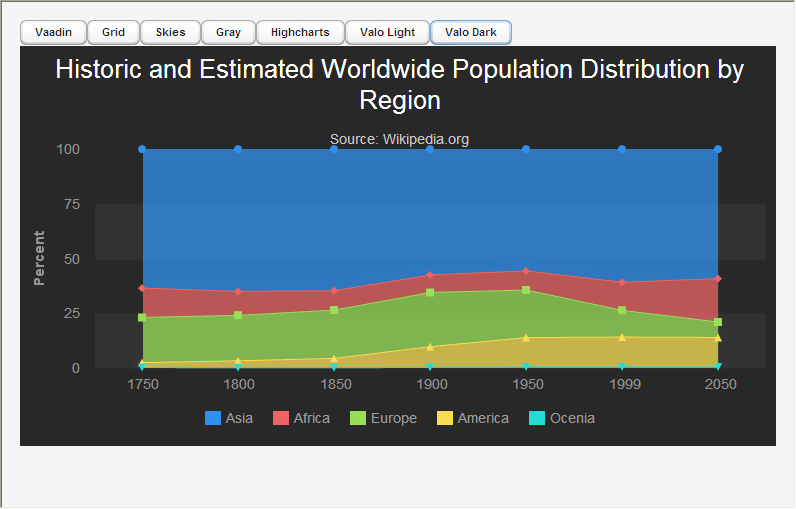 Vaadin Grid Skies Gray Highcharts Valo Light Valo Dark
Historic and Estimated Worldwide Population Distribution by
Region
Source: Wikipedia.org
100
75
50
25
0
Percent
1750 1800 1850 1900 1950 1999 2050
Asia Africa Europe America Ocenia